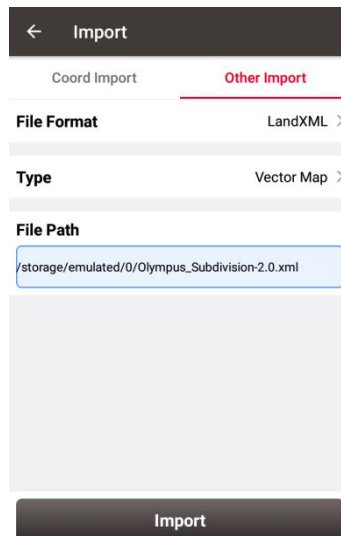 Import
Coord Import Other Import
File Format LandXML
Type Vector Map
File Path
/storage/emulated/0/Olympus_Subdivision-2.0.xml
Import